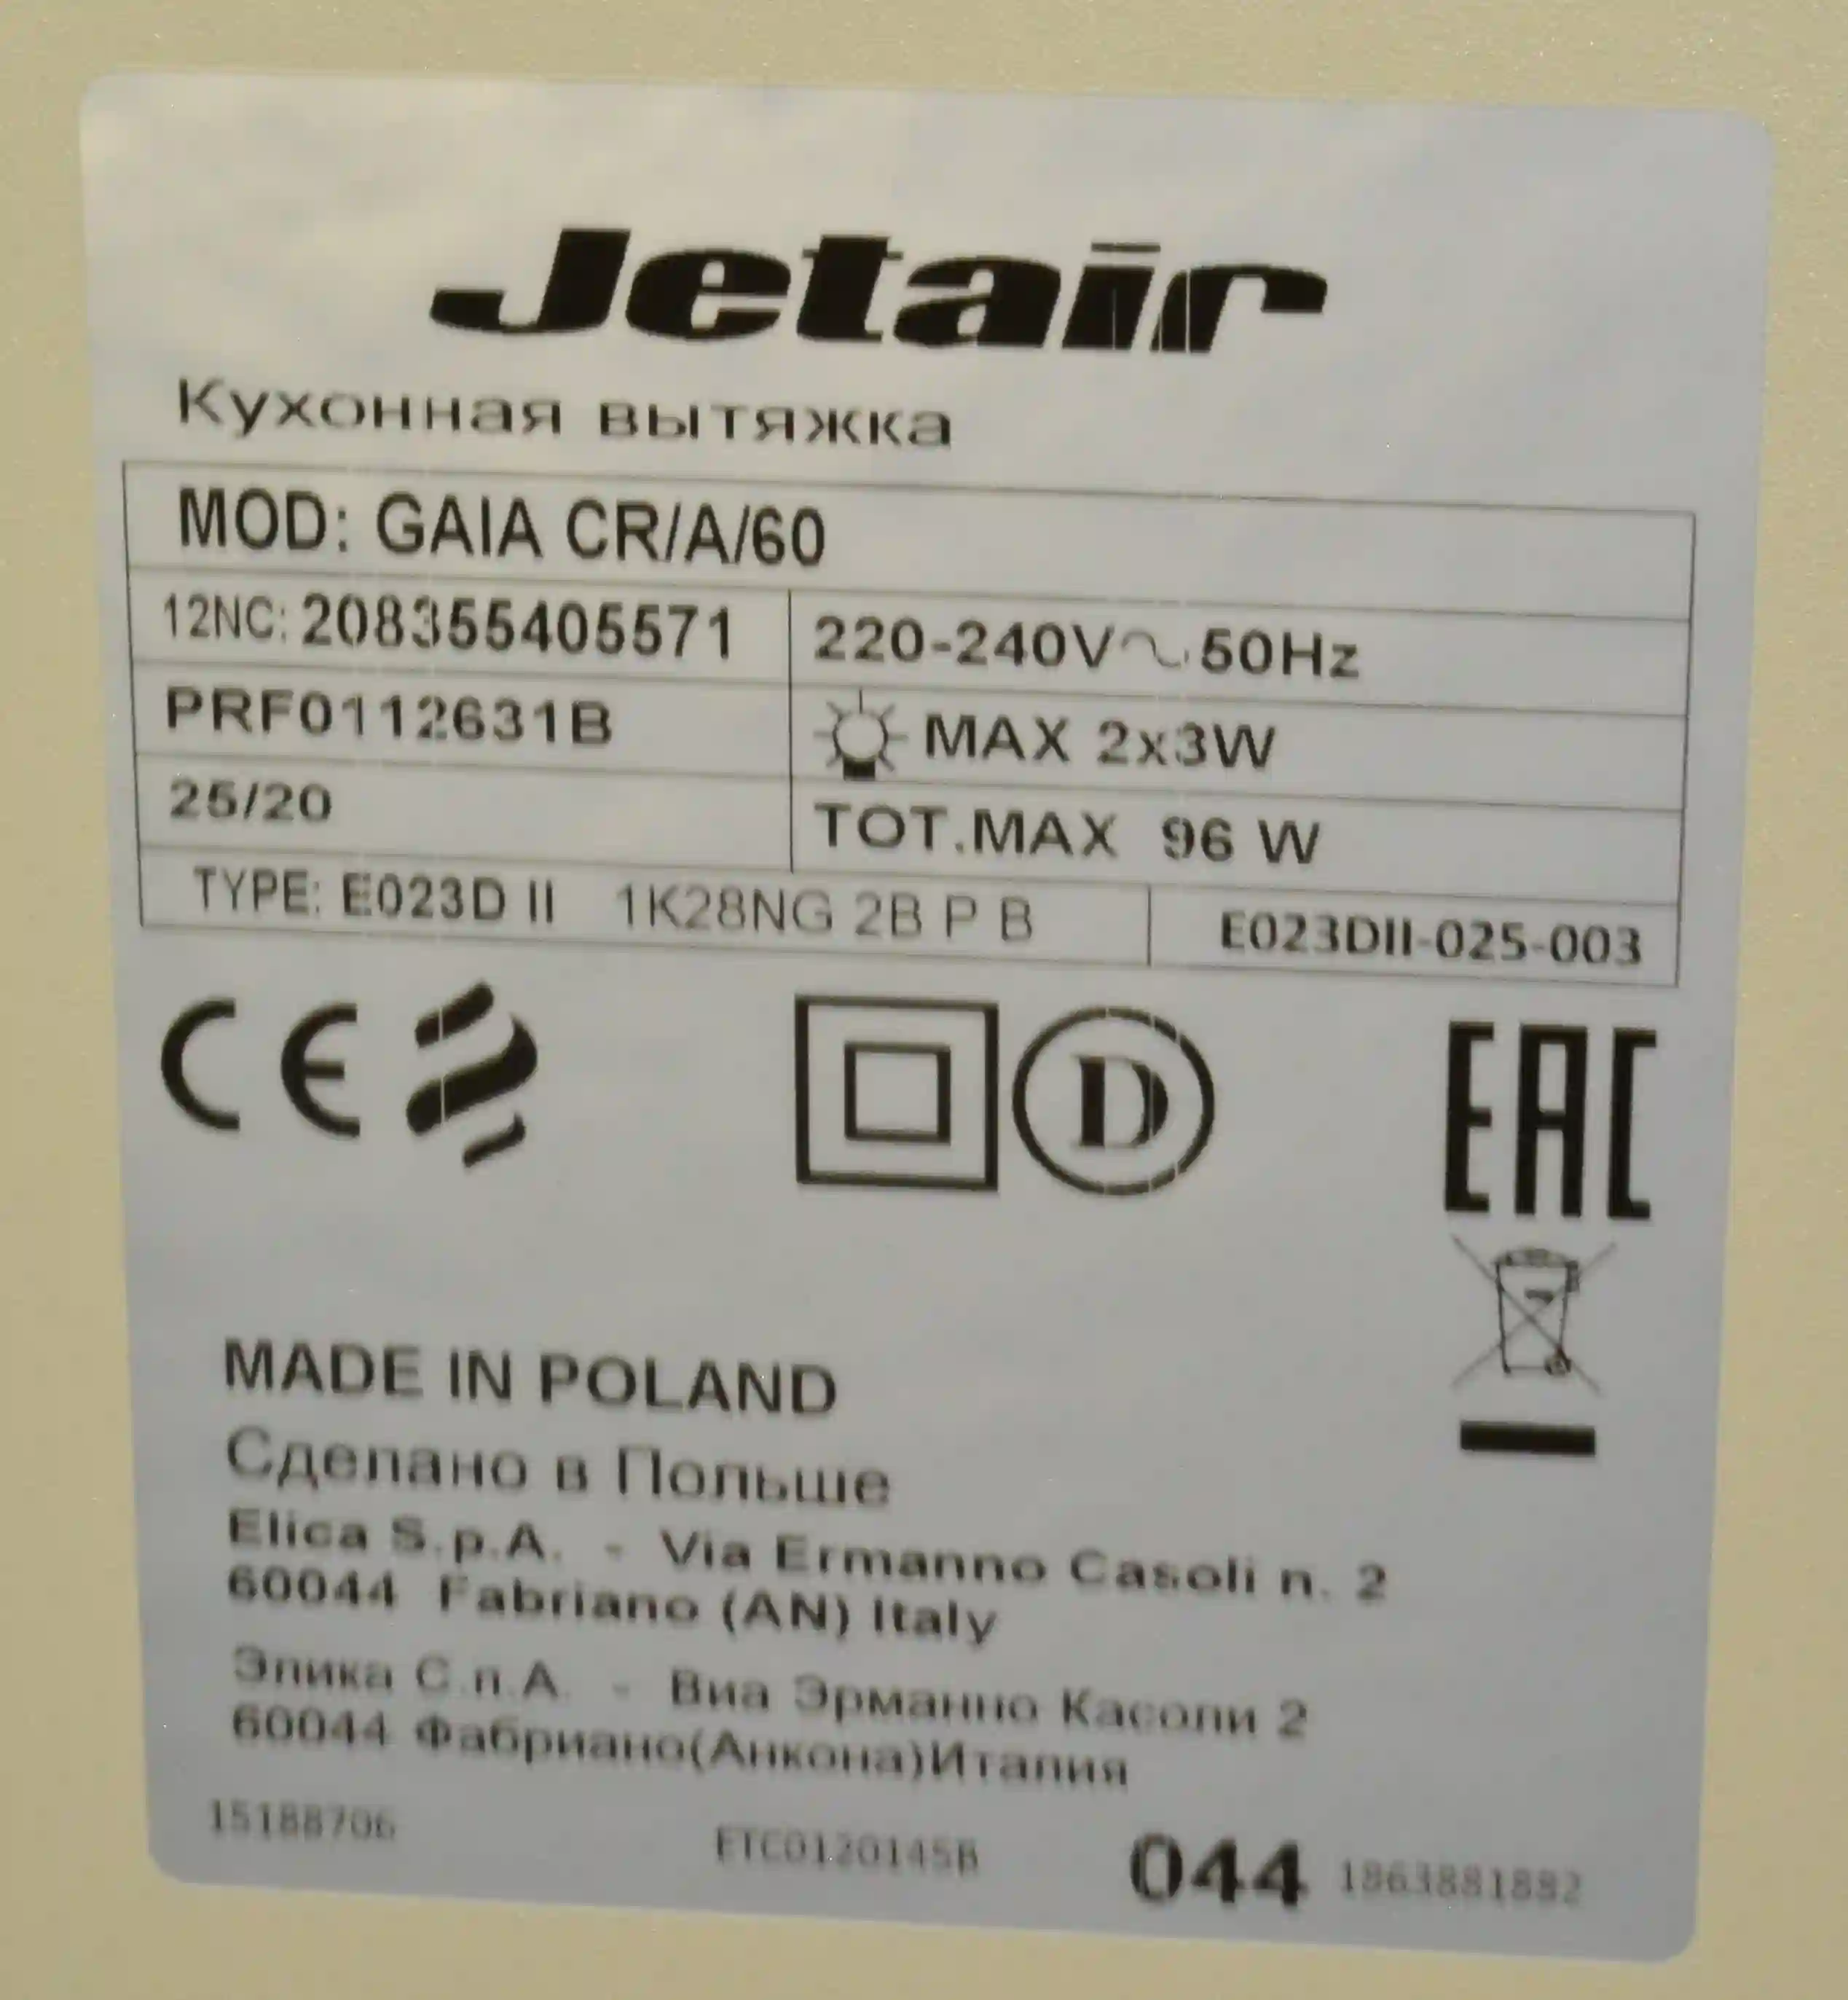 Jetair
Кухонная вытяжка
MOD: GAIA CR/A/60
12NC: 208355405571
220-240V~ 50Hz
PRF0112631B
MAX 2x3W
25/20
TOT.MAX 96 W
TYPE: E023D II 1K28NG 2B P B
E023DII-025-003
CE
D
EAC
MADE IN POLAND
Сделано в Польше
Elica S.p.A. - Via Ermanno Casoli n. 2
60044 Fabriano (AN) Italy
Элика С.п.А. - Виа Эрманно Касоли 2
60044 Фабриано(Анкона)Италия
15188706
ETC0120145B
044 1863881882